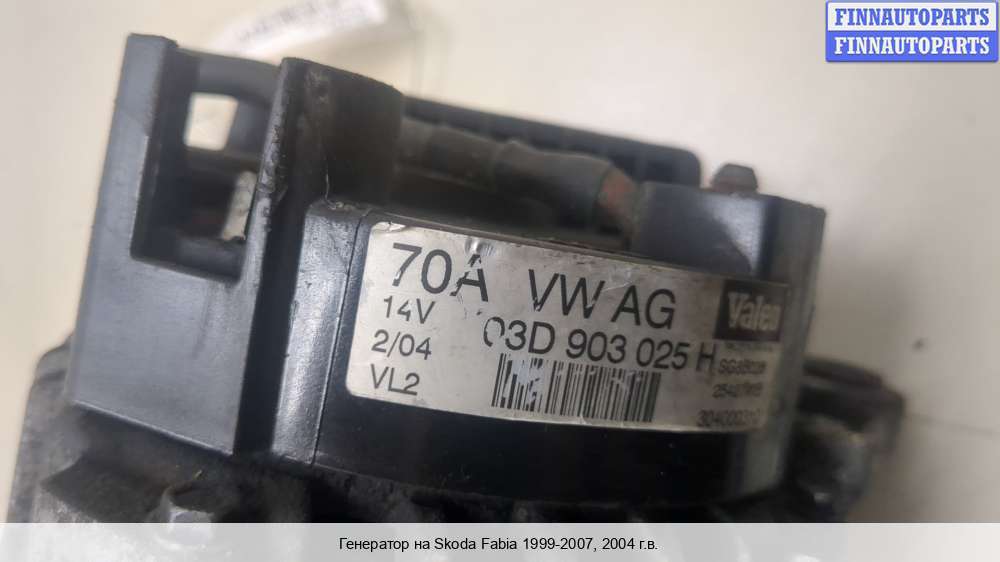 FINNAUTOPARTS
FINNAUTOPARTS
70A VW AG
14V 03D 903 025 H
2/04
VL2
Valeo
Генератор на Skoda Fabia 1999-2007, 2004 г.в.